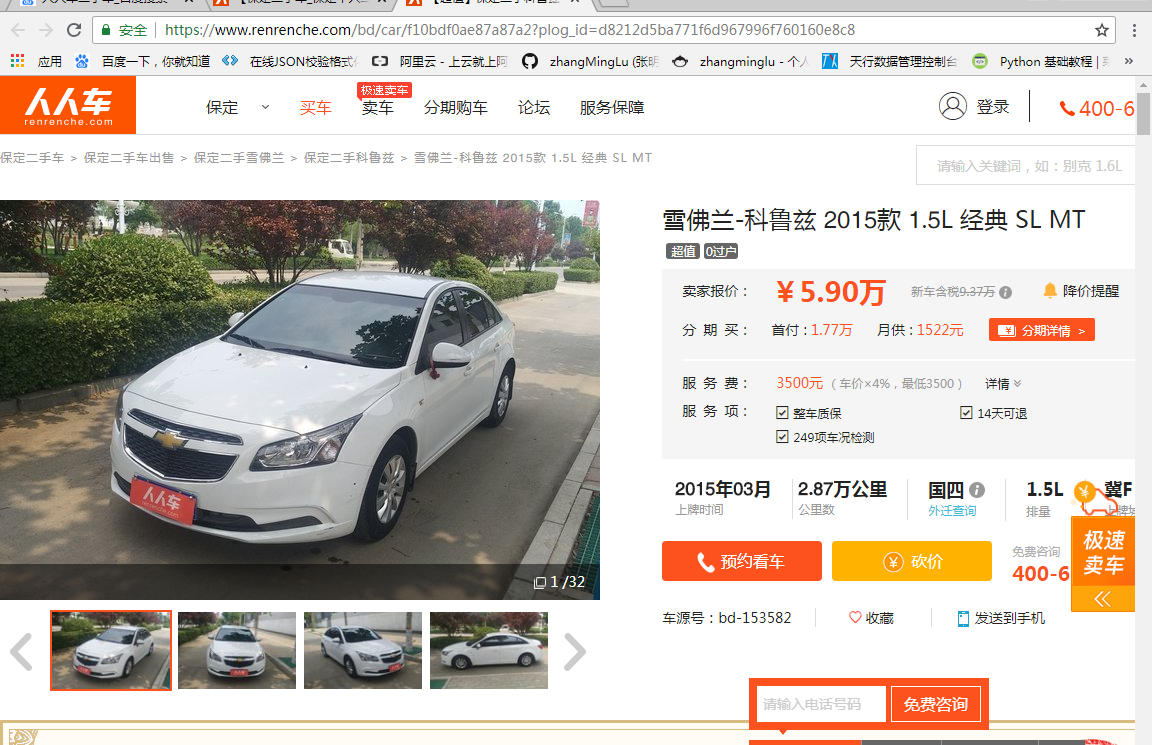 安全 https://www.renrenche.com/bd/car/f10bdf0ae87a87a2?plog_id=d8212d5ba771f6d967996f760160e8c8
应用 百度一下，你就知道 在线JSON校验格式 阿里云 - 上云就上阿 zhangMingLu (张明 zhangminglu - 个人 天行数据管理控制台 Python 基础教程 | »
人人车
renrenche.com
极速卖车
保定 买车 卖车 分期购车 论坛 服务保障 登录 400-6
保定二手车 > 保定二手车出售 > 保定二手雪佛兰 > 保定二手科鲁兹 > 雪佛兰-科鲁兹 2015款 1.5L 经典 SL MT
请输入关键词，如：别克 1.6L
雪佛兰-科鲁兹 2015款 1.5L 经典 SL MT
超值 0过户
卖家报价： ¥5.90万 新车含税9.37万 降价提醒
分 期 买： 首付：1.77万 月供：1522元 ¥ 分期详情 >
服 务 费： 3500元 （车价×4%，最低3500） 详情
服 务 项： 整车质保 14天可退
249项车况检测
2015年03月 2.87万公里 国四 1.5L 冀F
上牌时间 公里数 外迁查询 排量 上牌城
人人车
renrenche.com
极速
卖车
预约看车 ¥ 砍价 免费咨询
400-6
1 /32
车源号：bd-153582 收藏 发送到手机
请输入电话号码 免费咨询